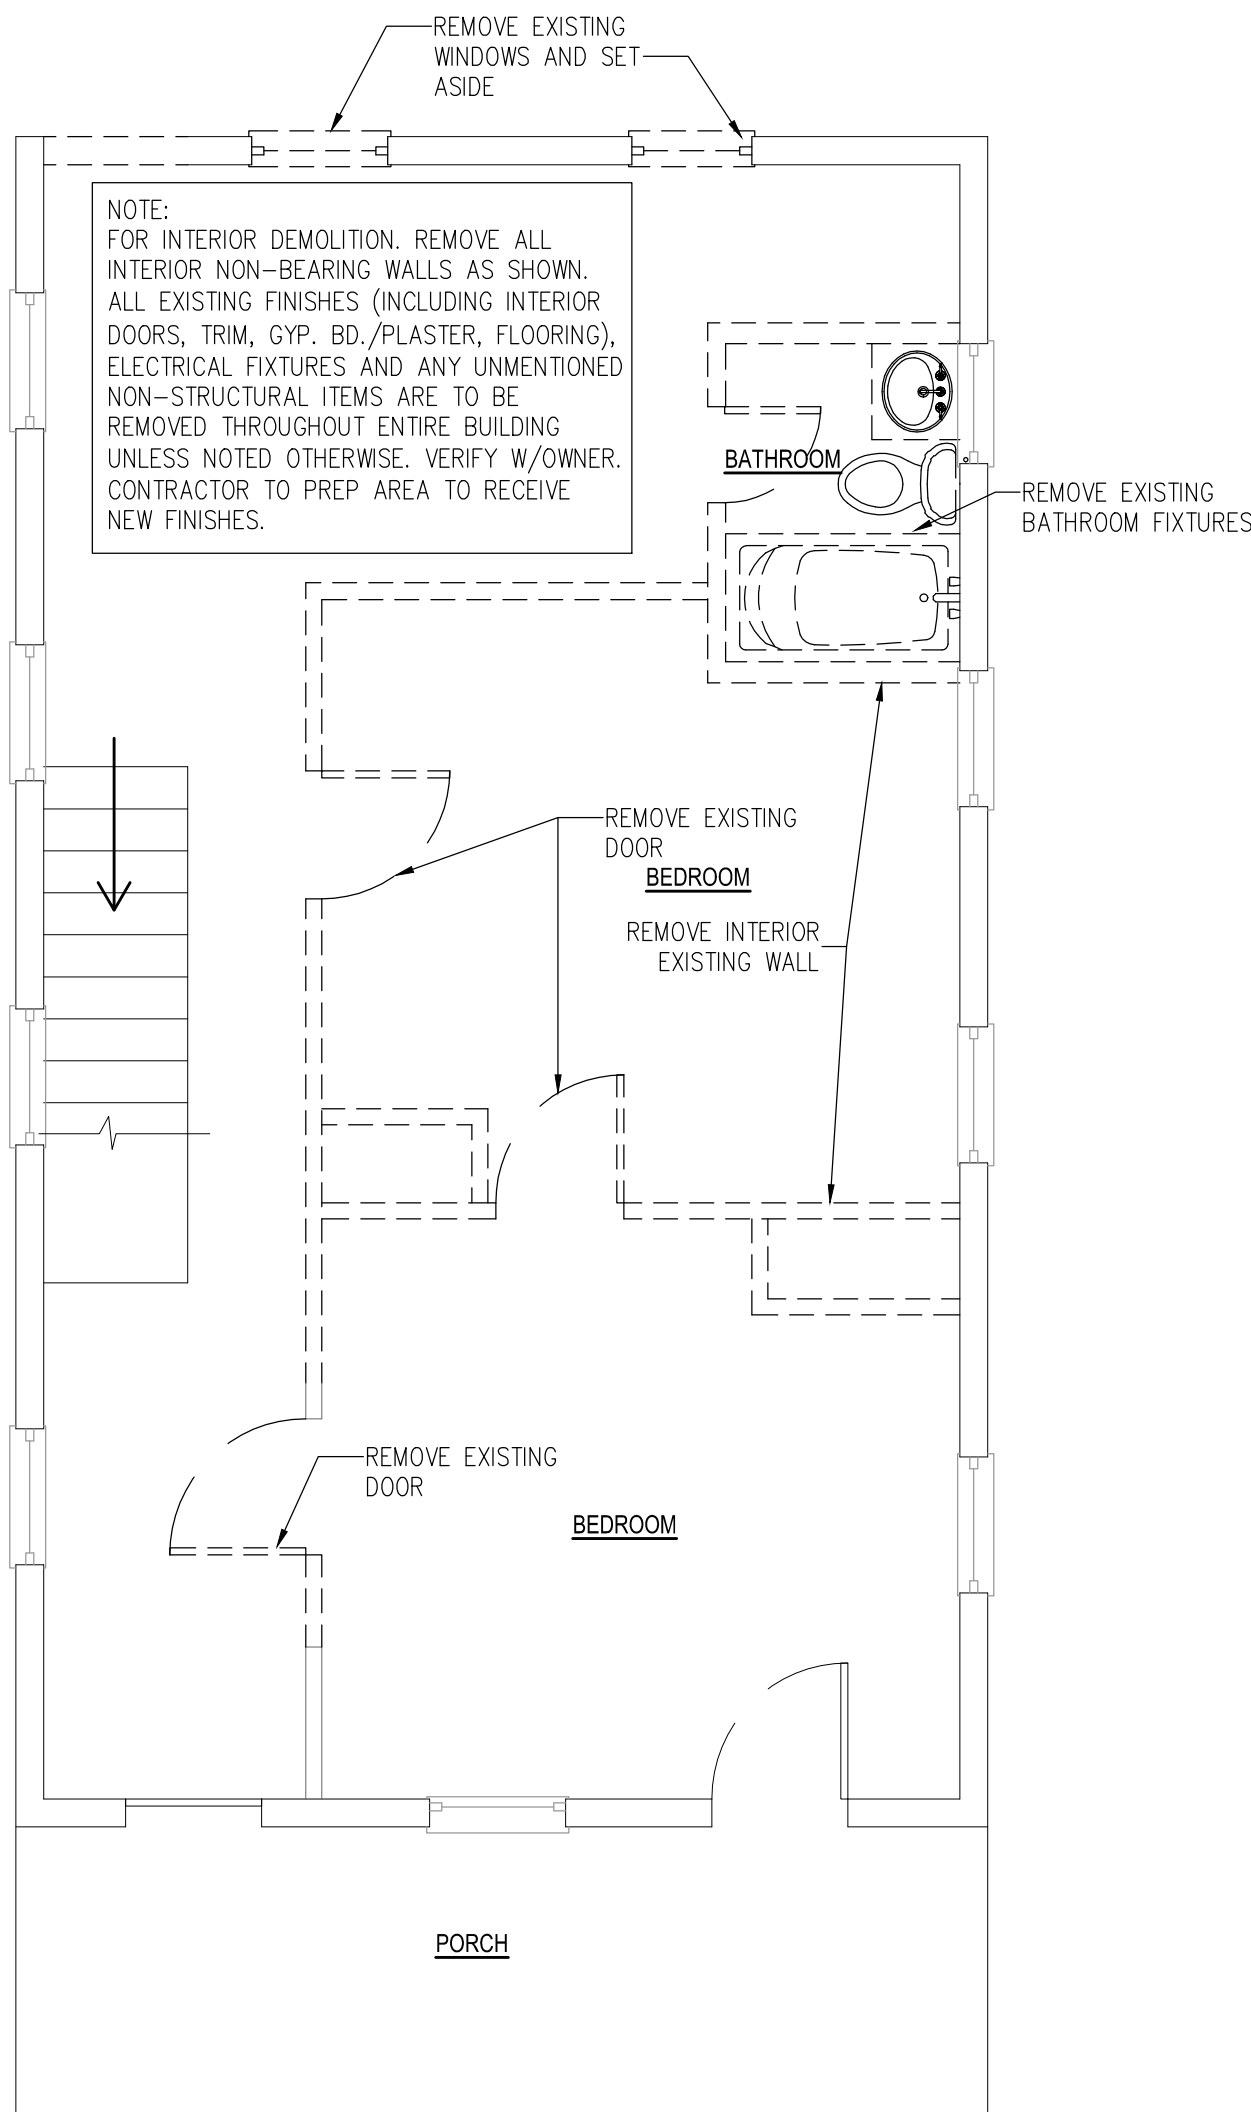 REMOVE EXISTING
WINDOWS AND SET
ASIDE
NOTE:
FOR INTERIOR DEMOLITION. REMOVE ALL
INTERIOR NON-BEARING WALLS AS SHOWN.
ALL EXISTING FINISHES (INCLUDING INTERIOR
DOORS, TRIM, GYP. BD./PLASTER, FLOORING),
ELECTRICAL FIXTURES AND ANY UNMENTIONED
NON-STRUCTURAL ITEMS ARE TO BE
REMOVED THROUGHOUT ENTIRE BUILDING
UNLESS NOTED OTHERWISE. VERIFY W/OWNER.
CONTRACTOR TO PREP AREA TO RECEIVE
NEW FINISHES.
BATHROOM
REMOVE EXISTING
BATHROOM FIXTURES
REMOVE EXISTING
DOOR
BEDROOM
REMOVE INTERIOR
EXISTING WALL
REMOVE EXISTING
DOOR
BEDROOM
PORCH